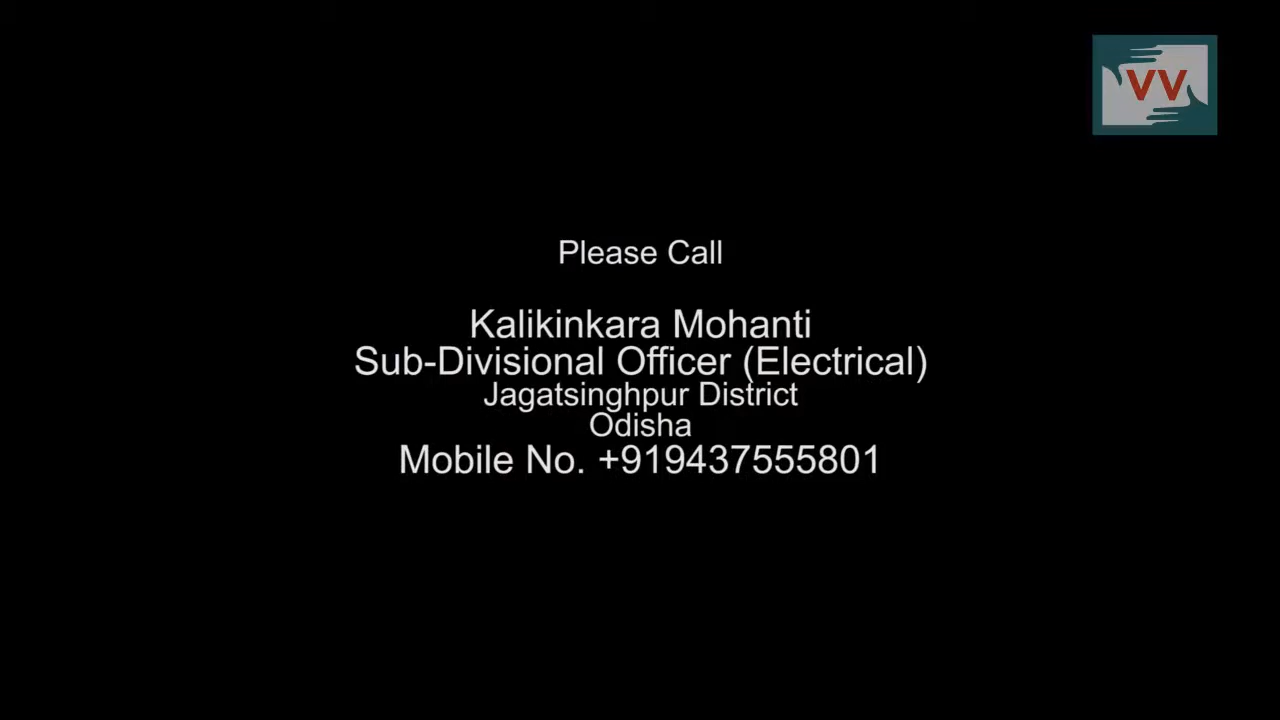 VV
Please Call
Kalikinkara Mohanti
Sub-Divisional Officer (Electrical)
Jagatsinghpur District
Odisha
Mobile No. +919437555801